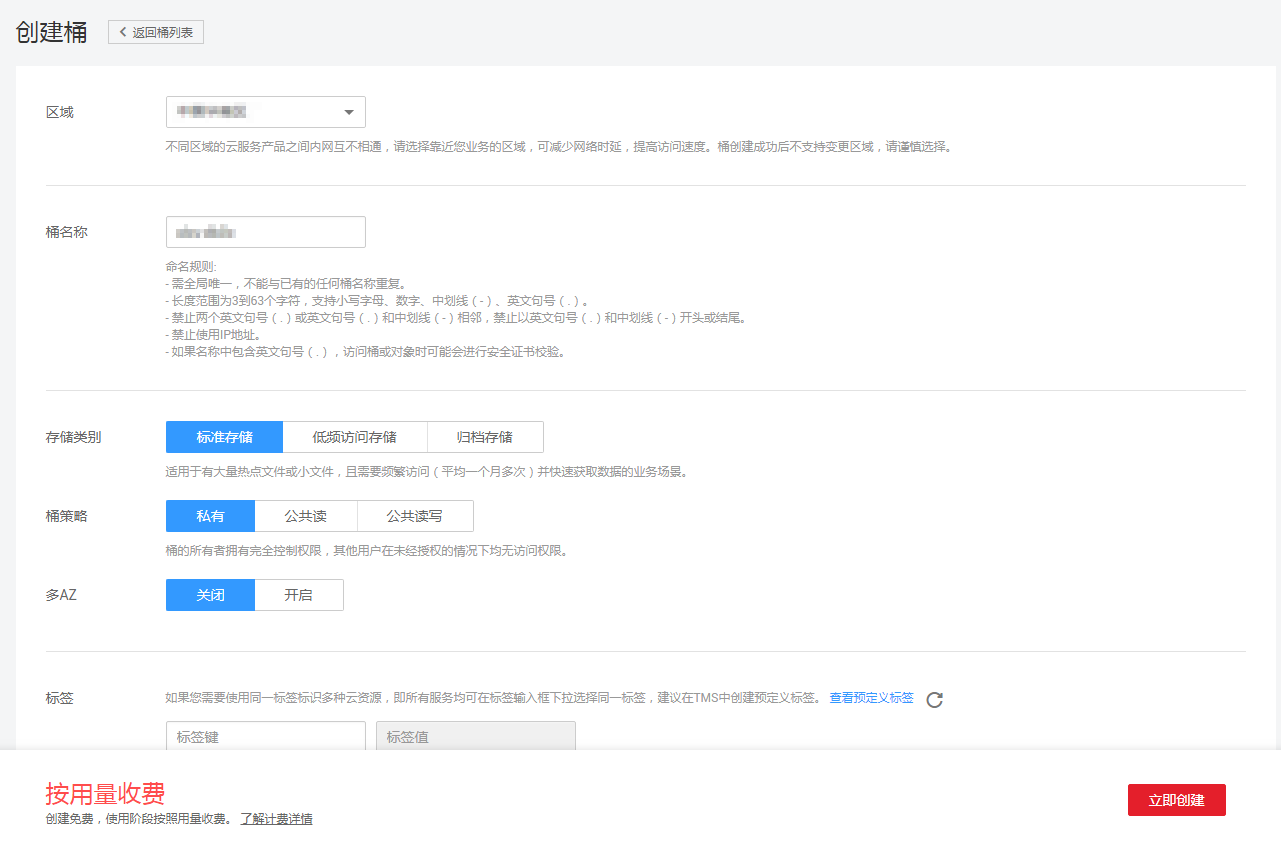 创建桶
返回桶列表
区域
不同区域的云服务产品之间内网互不相通，请选择靠近您业务的区域，可减少网络时延，提高访问速度。桶创建成功后不支持变更区域，请谨慎选择。
桶名称
命名规则:
- 需全局唯一，不能与已有的任何桶名称重复。
- 长度范围为3到63个字符，支持小写字母、数字、中划线（-）、英文句号（.）。
- 禁止两个英文句号（.）或英文句号（.）和中划线（-）相邻，禁止以英文句号（.）和中划线（-）开头或结尾。
- 禁止使用IP地址。
- 如果名称中包含英文句号（.），访问桶或对象时可能会进行安全证书校验。
存储类别 标准存储 低频访问存储 归档存储
适用于有大量热点文件或小文件，且需要频繁访问（平均一个月多次）并快速获取数据的业务场景。
桶策略 私有 公共读 公共读写
桶的所有者拥有完全控制权限，其他用户在未经授权的情况下均无访问权限。
多AZ 关闭 开启
标签 如果您需要使用同一标签标识多种云资源，即所有服务均可在标签输入框下拉选择同一标签，建议在TMS中创建预定义标签。 查看预定义标签
标签键 标签值
按用量收费
创建免费，使用阶段按照用量收费。 了解计费详情
立即创建